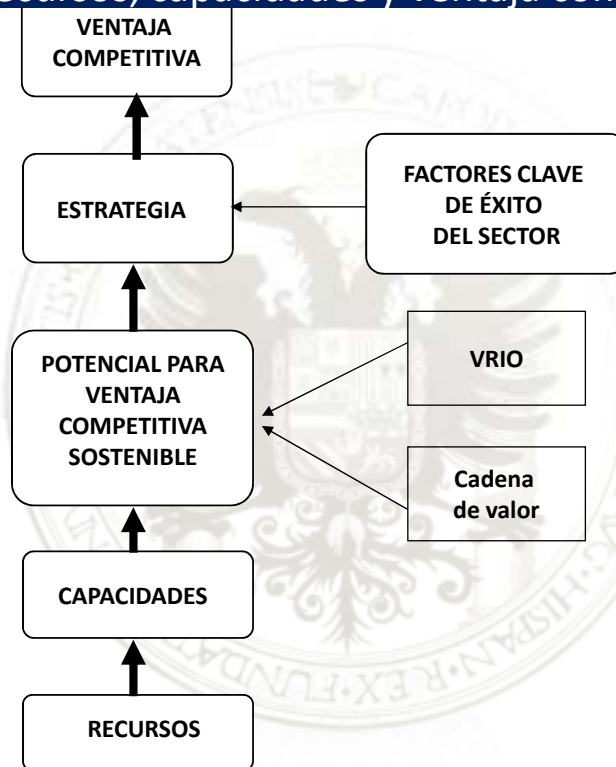 capacidades y
VENTAJA
COMPETITIVA
ESTRATEGIA
FACTORES CLAVE
DE ÉXITO
DEL SECTOR
POTENCIAL PARA
VENTAJA
COMPETITIVA
SOSTENIBLE
VRIO
Cadena
de valor
CAPACIDADES
RECURSOS